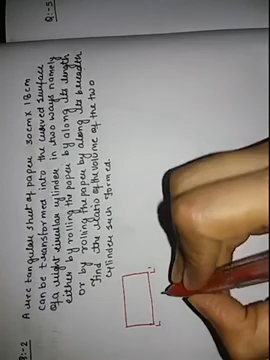 Q:-2 A rectangular sheet of paper 30cm x 18cm
can be transformed into the curved surface
of a right circular cylinder in two ways namely
either by rolling the paper by along its length
or by rolling the paper by along its breadth
find the ratio of the volume of the two
cylinder such formed.
Q:-5